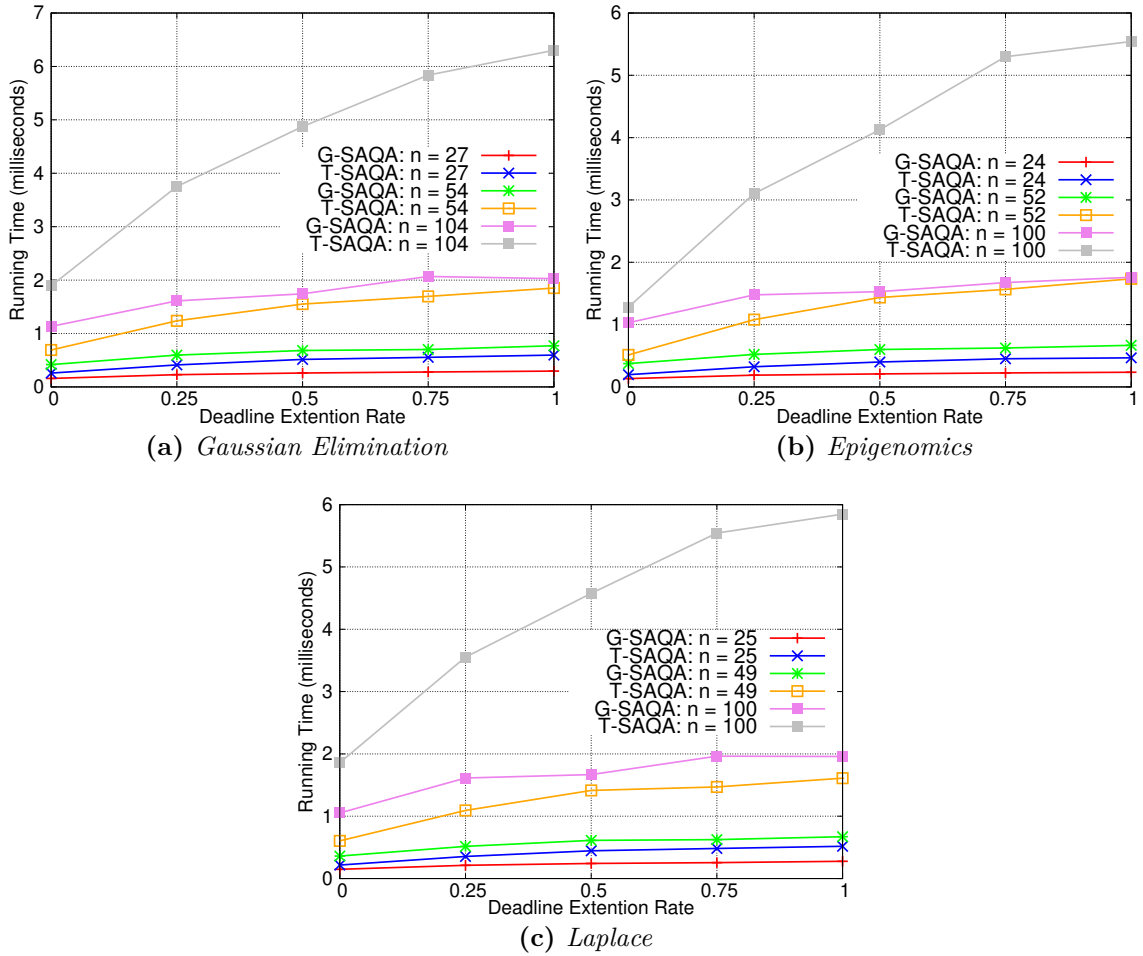 7
6
5
4
3
2
1
0
Running Time (milliseconds)
G-SAQA: n = 27
T-SAQA: n = 27
G-SAQA: n = 54
T-SAQA: n = 54
G-SAQA: n = 104
T-SAQA: n = 104
0 0.25 0.5 0.75 1
Deadline Extention Rate
(a) Gaussian Elimination
6
5
4
3
2
1
0
Running Time (milliseconds)
G-SAQA: n = 24
T-SAQA: n = 24
G-SAQA: n = 52
T-SAQA: n = 52
G-SAQA: n = 100
T-SAQA: n = 100
0 0.25 0.5 0.75 1
Deadline Extention Rate
(b) Epigenomics
6
5
4
3
2
1
0
Running Time (milliseconds)
G-SAQA: n = 25
T-SAQA: n = 25
G-SAQA: n = 49
T-SAQA: n = 49
G-SAQA: n = 100
T-SAQA: n = 100
0 0.25 0.5 0.75 1
Deadline Extention Rate
(c) Laplace